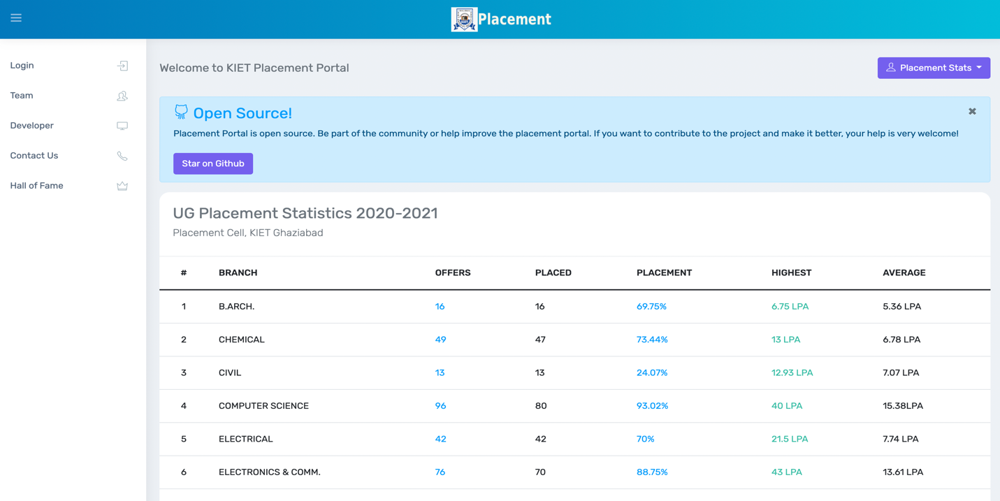 Placement
Login
Team
Developer
Contact Us
Hall of Fame
Welcome to KIET Placement Portal
Placement Stats
Open Source!
Placement Portal is open source. Be part of the community or help improve the placement portal. If you want to contribute to the project and make it better, your help is very welcome!
Star on Github
UG Placement Statistics 2020-2021
Placement Cell, KIET Ghaziabad
# BRANCH OFFERS PLACED PLACEMENT HIGHEST AVERAGE
1 B.ARCH. 16 16 69.75% 6.75 LPA 5.36 LPA
2 CHEMICAL 49 47 73.44% 13 LPA 6.78 LPA
3 CIVIL 13 13 24.07% 12.93 LPA 7.07 LPA
4 COMPUTER SCIENCE 96 80 93.02% 40 LPA 15.38LPA
5 ELECTRICAL 42 42 70% 21.5 LPA 7.74 LPA
6 ELECTRONICS & COMM. 76 70 88.75% 43 LPA 13.61 LPA